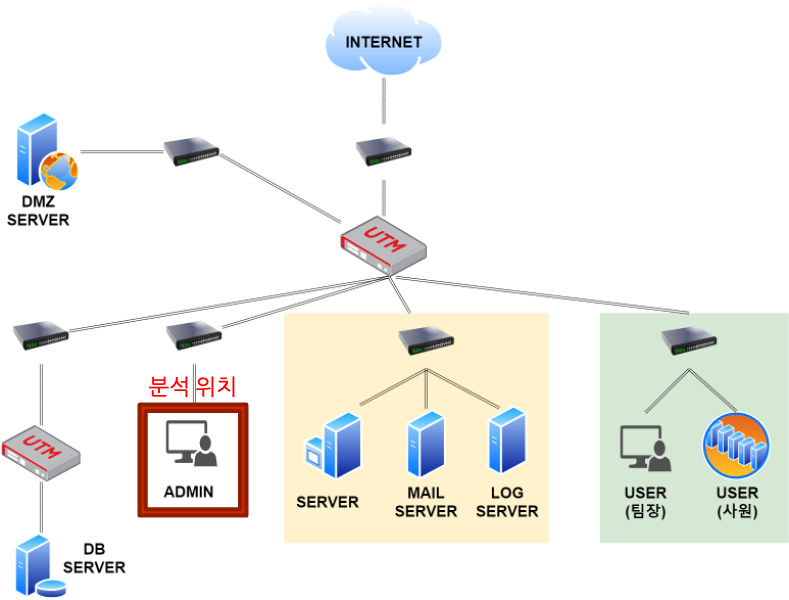 INTERNET
DMZ
SERVER
UTM
분석 위치
UTM
ADMIN
SERVER
MAIL
SERVER
LOG
SERVER
USER
(팀장)
USER
(사원)
DB
SERVER